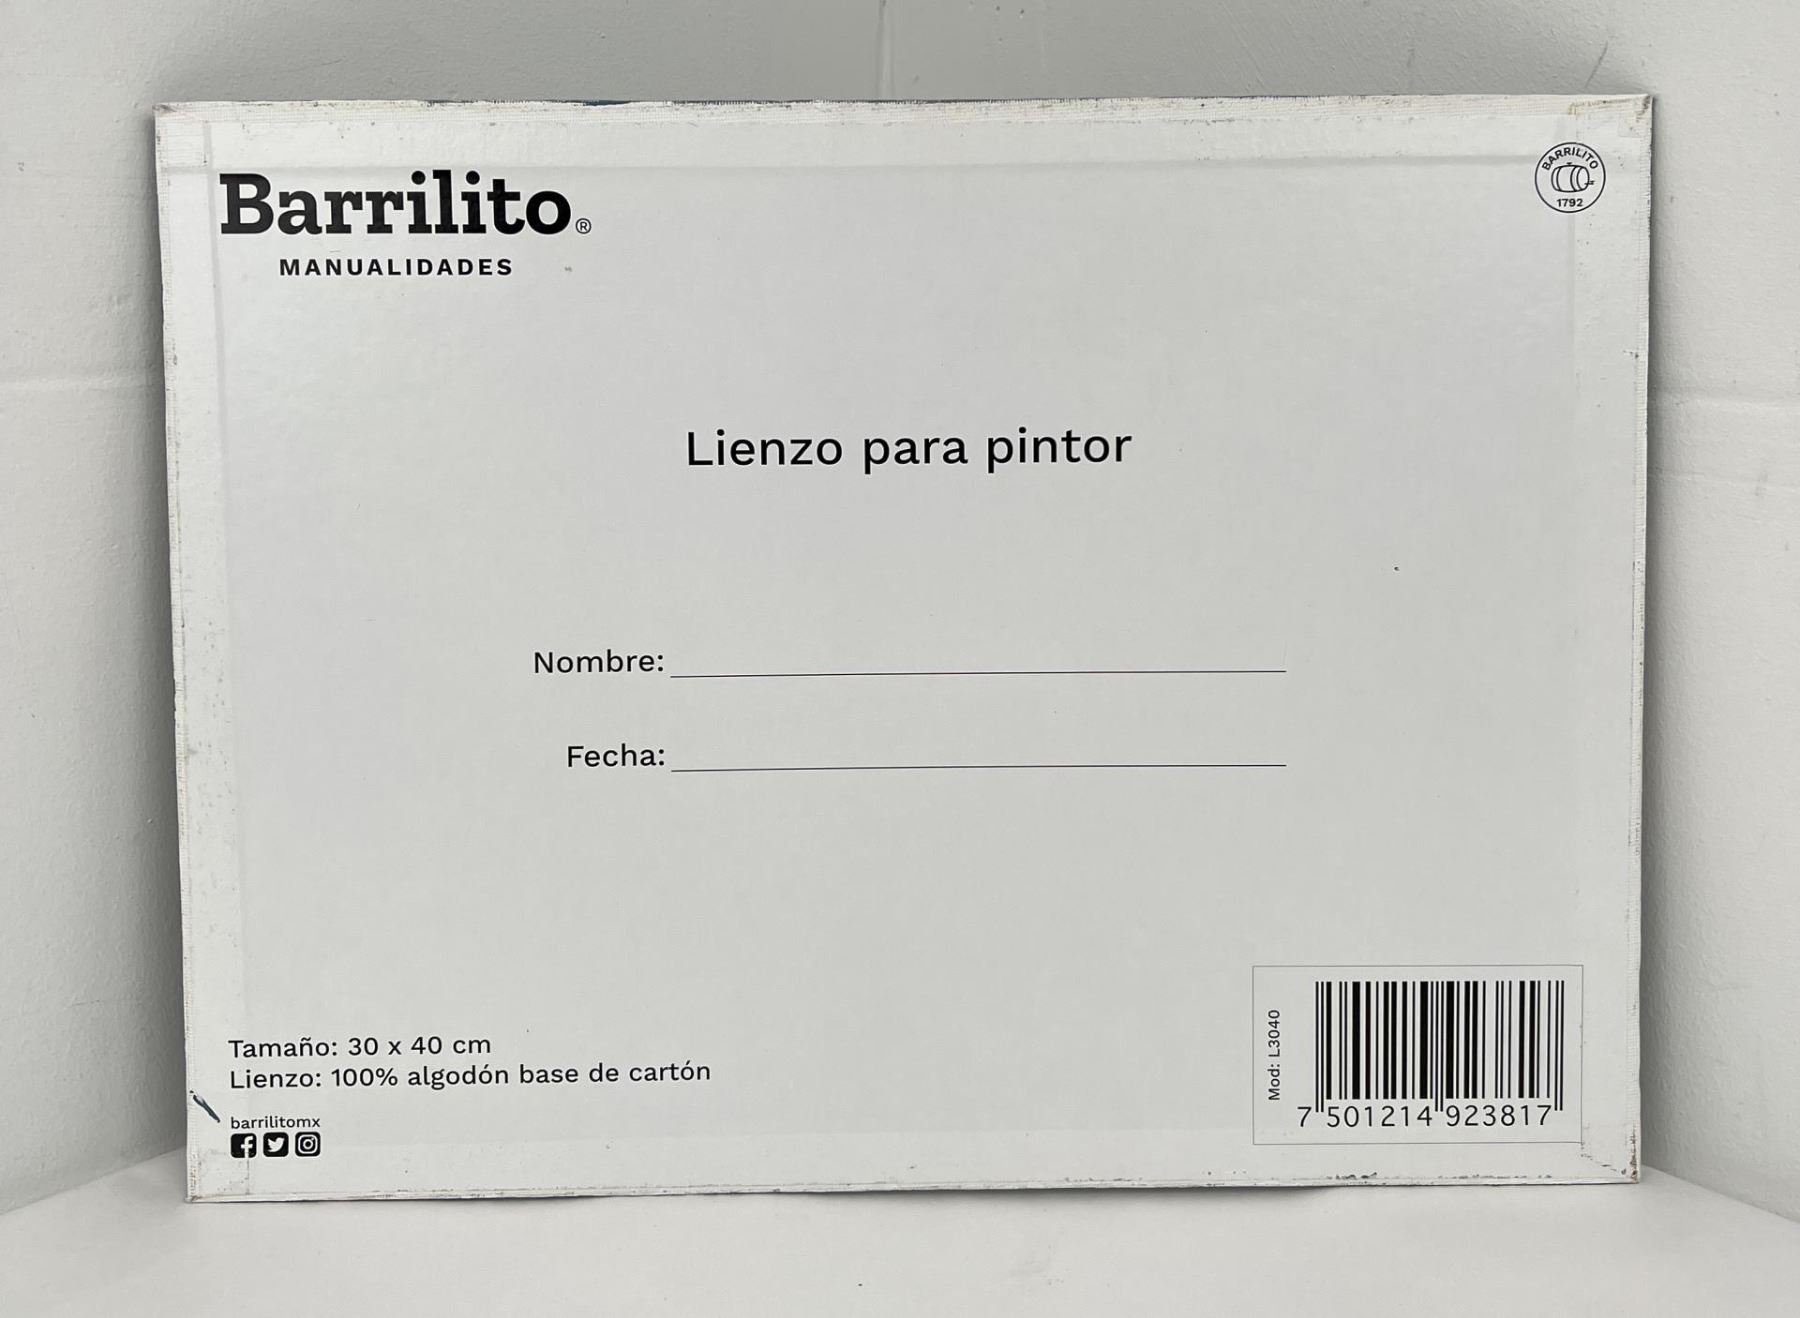 Barrilito®
MANUALIDADES
BARRILITO
1792
Lienzo para pintor
Nombre:
Fecha:
Tamaño: 30 x 40 cm
Lienzo: 100% algodón base de cartón
barrilitomx
Mod: L3040
7 501214 923817